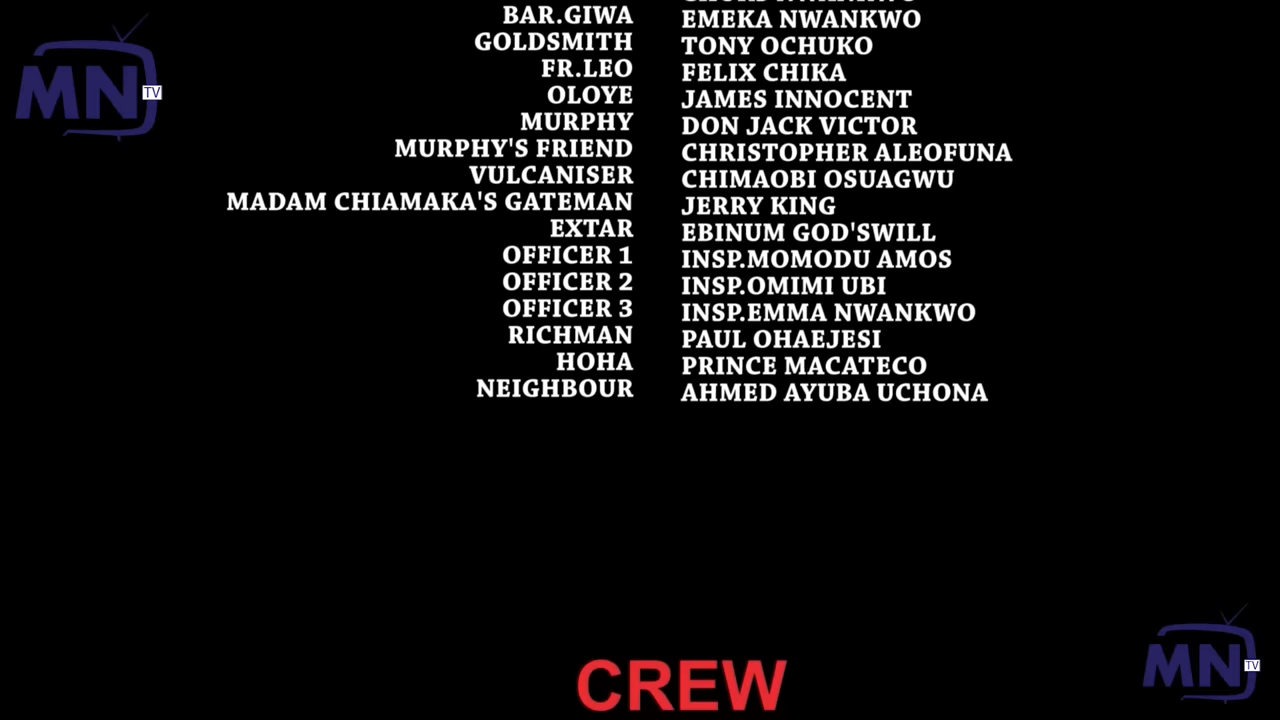 MN TV
BAR.GIWA EMEKA NWANKWO
GOLDSMITH TONY OCHUKO
FR.LEO FELIX CHIKA
OLOYE JAMES INNOCENT
MURPHY DON JACK VICTOR
MURPHY'S FRIEND CHRISTOPHER ALEOFUNA
VULCANISER CHIMAOBI OSUAGWU
MADAM CHIAMAKA'S GATEMAN JERRY KING
EXTAR EBINUM GOD'SWILL
OFFICER 1 INSP.MOMODU AMOS
OFFICER 2 INSP.OMIMI UBI
OFFICER 3 INSP.EMMA NWANKWO
RICHMAN PAUL OHAEJESI
HOHA PRINCE MACATECO
NEIGHBOUR AHMED AYUBA UCHONA
CREW
MN TV